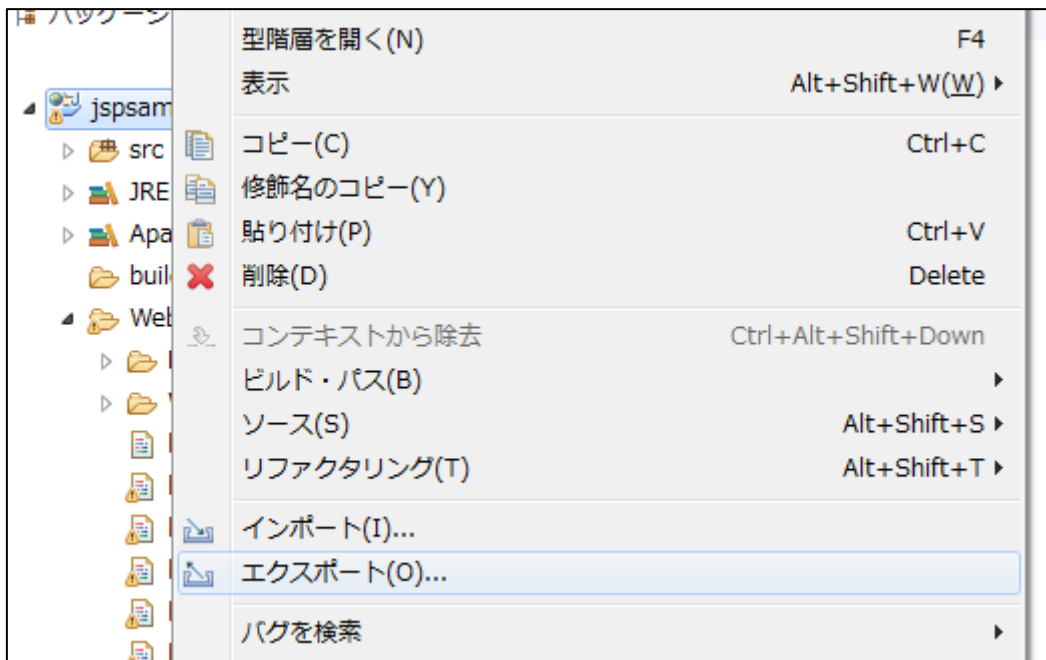 パッケージ
型階層を開く(N) F4
表示 Alt+Shift+W(W)
jspsam
コピー(C) Ctrl+C
src
修飾名のコピー(Y)
JRE
貼り付け(P) Ctrl+V
Apa
削除(D) Delete
buil
Web
コンテキストから除去 Ctrl+Alt+Shift+Down
ビルド・パス(B)
ソース(S) Alt+Shift+S
リファクタリング(T) Alt+Shift+T
インポート(I)...
エクスポート(O)...
バグを検索